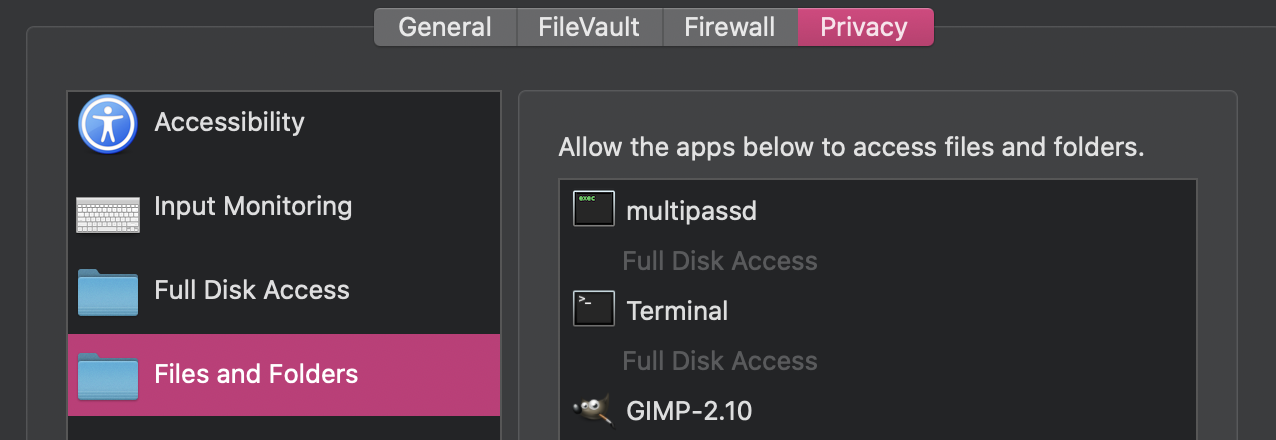 General FileVault Firewall Privacy
Accessibility
Input Monitoring
Full Disk Access
Files and Folders
Allow the apps below to access files and folders.
exec
multipassd
Full Disk Access
>_
Terminal
Full Disk Access
GIMP-2.10